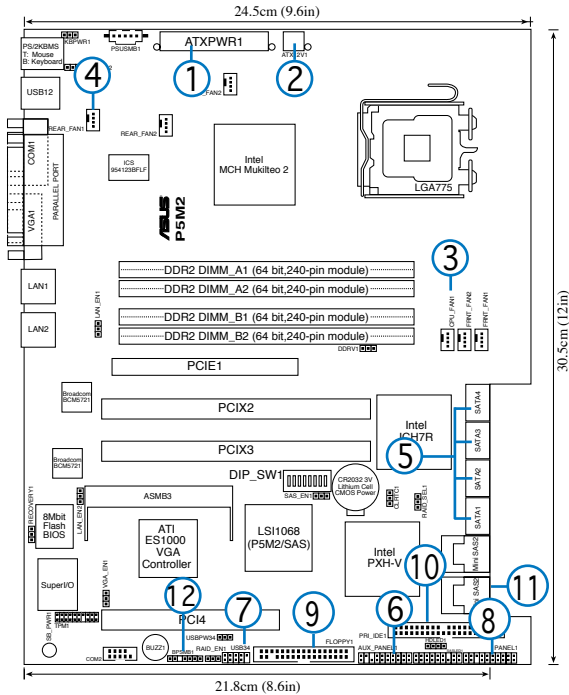 24.5cm (9.6in)
KBPWR1
PS/2KBMS
T: Mouse
B: Keyboard
PSUSMB1
ATXPWR1
1
2
4
USB12
REAR_FAN1
REAR_FAN2
COM1
PARALLEL PORT
VGA1
ICS
954123BFLF
Intel
MCH Mukilteo 2
LGA775
ASUS
P5M2
30.5cm (12in)
3
DDR2 DIMM_A1 (64 bit,240-pin module)
DDR2 DIMM_A2 (64 bit,240-pin module)
DDR2 DIMM_B1 (64 bit,240-pin module)
DDR2 DIMM_B2 (64 bit,240-pin module)
LAN1
LAN2
LAN_EN1
DDRV1
CPU_FAN1
FRNT_FAN2
FRNT_FAN1
PCIE1
Broadcom
BCM5721
PCIX2
PCIX3
Intel
ICH7R
5
SATA4
SATA3
SATA2
SATA1
Broadcom
BCM5721
DIP_SW1
SAS_EN1
CR2032 3V
Lithium Cell
CMOS Power
CLRTC1
RAID_SEL1
RECOVERY1
LAN_EN2
8Mbit
Flash
BIOS
ASMB3
ATI
ES1000
VGA
Controller
LSI1068
(P5M2/SAS)
Intel
PXH-V
Mini SAS2
10
11
SuperI/O
VGA_EN1
12
7
9
6
8
SB_PWR1
TPM1
PCI4
USBPW34
COM2
BUZZ1
BPSMB1
RAID_EN1
USB34
FLOPPY1
PRI_IDE1
HDLED1
AUX_PANEL1
PANEL1
21.8cm (8.6in)